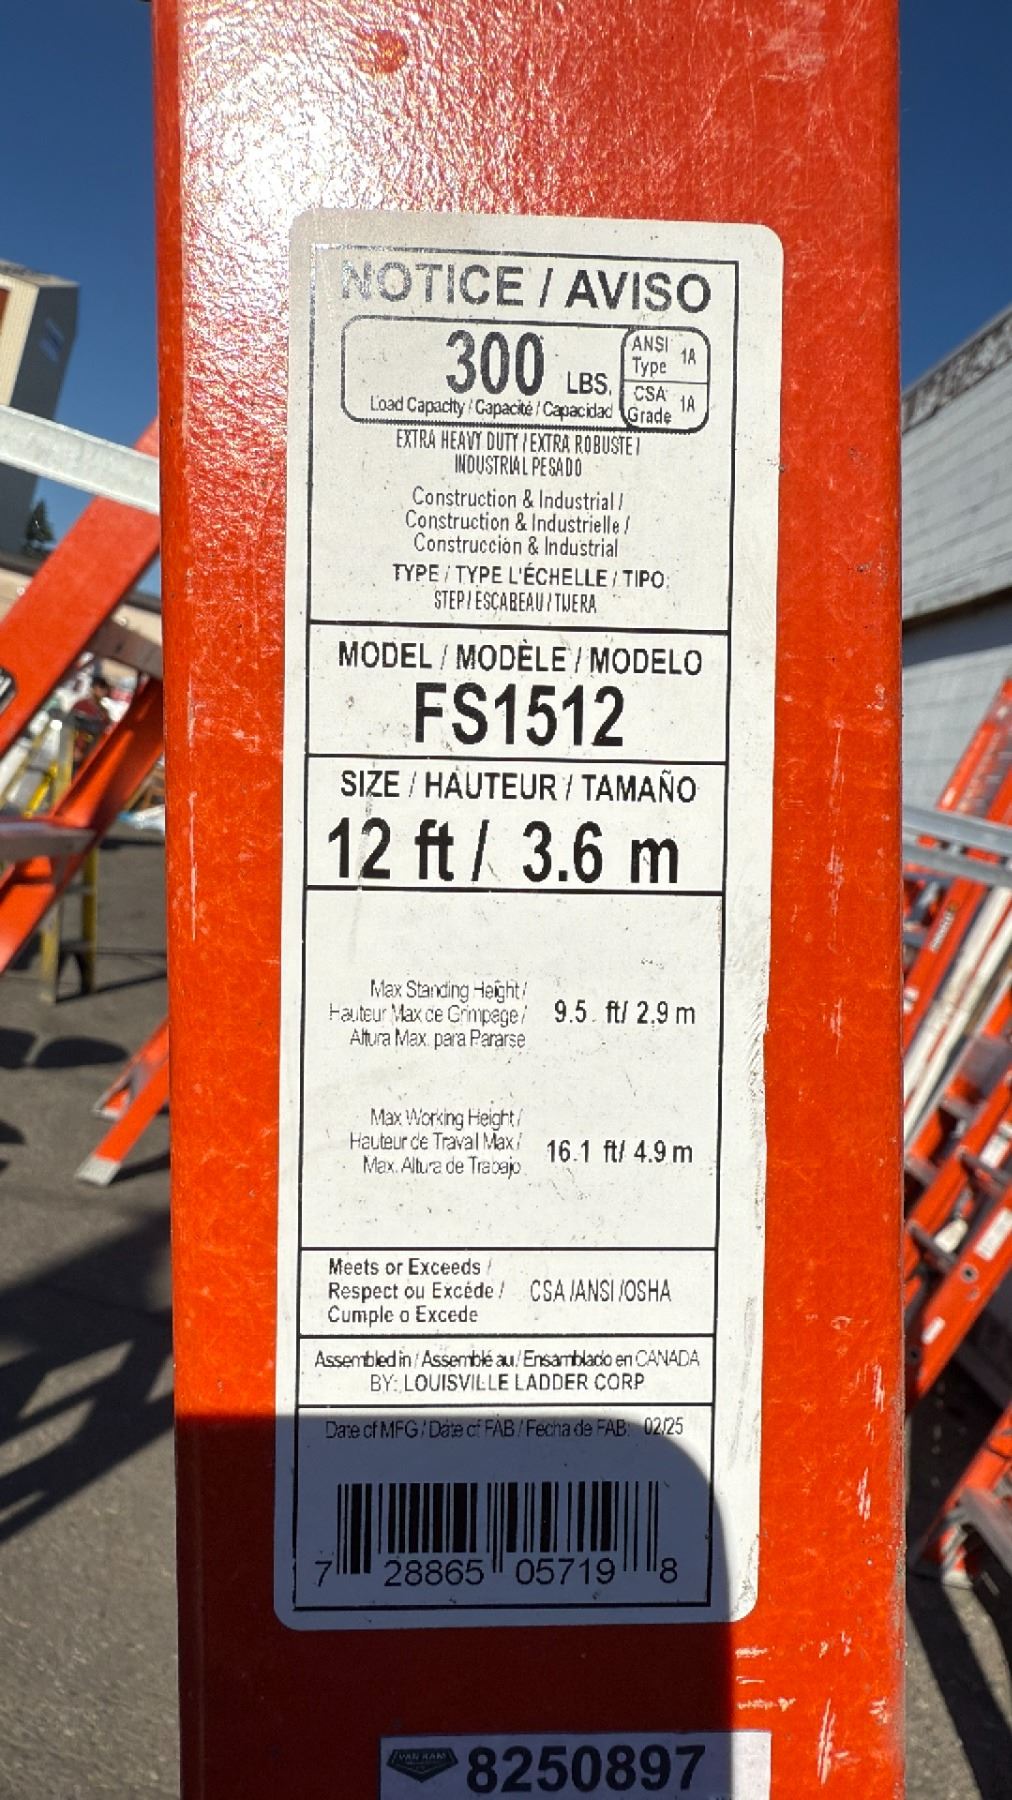 NOTICE / AVISO
300 LBS.
Load Capacity / Capacité / Capacidad
ANSI Type 1A
CSA Grade 1A
EXTRA HEAVY DUTY / EXTRA ROBUSTE /
INDUSTRIAL PESADO
Construction & Industrial /
Construction & Industrielle /
Construcción & Industrial
TYPE / TYPE L'ÉCHELLE / TIPO:
STEP / ESCABEAU / TIJERA
MODEL / MODÈLE / MODELO
FS1512
SIZE / HAUTEUR / TAMAÑO
12 ft / 3.6 m
Max Standing Height /
Hauteur Max de Grimpage /
Altura Max. para Pararse
9.5. ft/ 2.9 m
Max Working Height /
Hauteur de Travail Max /
Max. Altura de Trabajo
16.1 ft/ 4.9 m
Meets or Exceeds /
Respect ou Excéde /
Cumple o Excede
CSA /ANSI /OSHA
Assembled in / Assemblé au / Ensamblado en CANADA
BY: LOUISVILLE LADDER CORP
Date of MFG / Date of FAB / Fecha de FAB: 02/25
7 28865 05719 8
VAN RAM
8250897